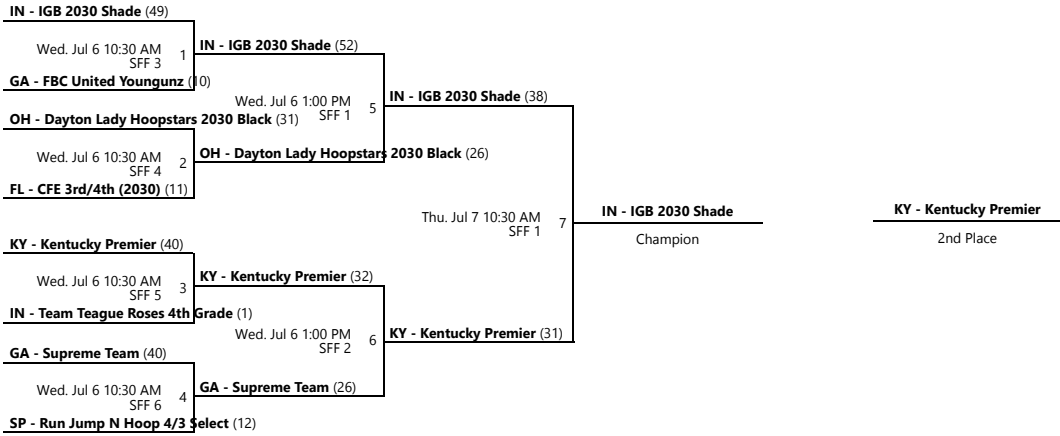 IN - IGB 2030 Shade (49)
Wed. Jul 6 10:30 AM
SFF 3
1
GA - FBC United Youngunz (10)
OH - Dayton Lady Hoopstars 2030 Black (31)
Wed. Jul 6 10:30 AM
SFF 4
2
FL - CFE 3rd/4th (2030) (11)
KY - Kentucky Premier (40)
Wed. Jul 6 10:30 AM
SFF 5
3
IN - Team Teague Roses 4th Grade (1)
GA - Supreme Team (40)
Wed. Jul 6 10:30 AM
SFF 6
4
SP - Run Jump N Hoop 4/3 Select (12)
IN - IGB 2030 Shade (52)
Wed. Jul 6 1:00 PM
SFF 1
5
OH - Dayton Lady Hoopstars 2030 Black (26)
KY - Kentucky Premier (32)
Wed. Jul 6 1:00 PM
SFF 2
6
GA - Supreme Team (26)
IN - IGB 2030 Shade (38)
Thu. Jul 7 10:30 AM
SFF 1
7
KY - Kentucky Premier (31)
IN - IGB 2030 Shade
Champion
KY - Kentucky Premier
2nd Place